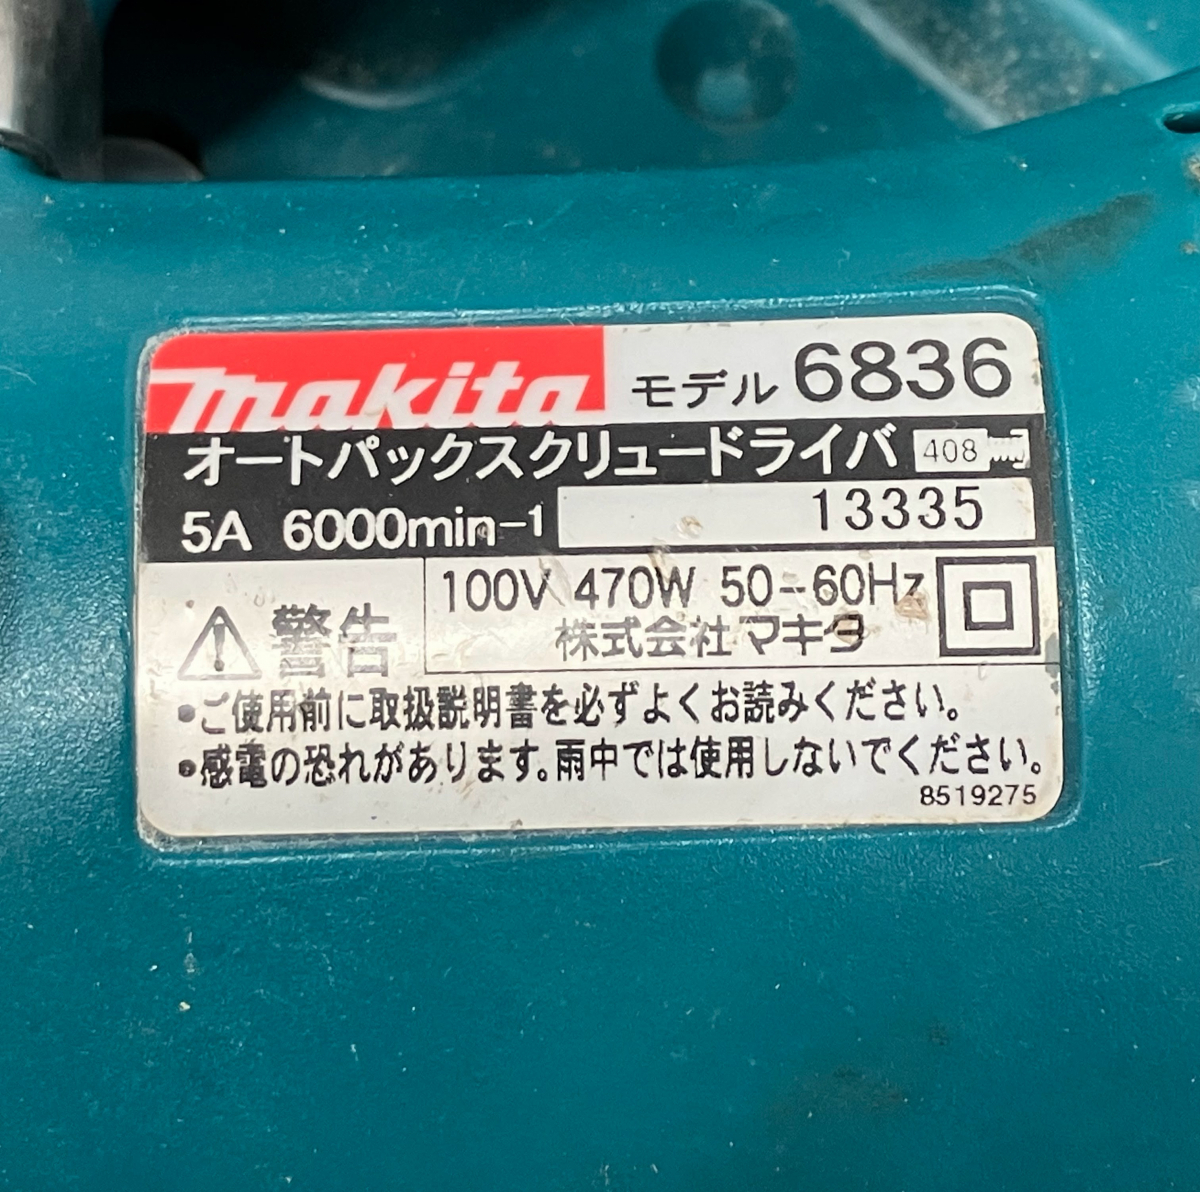 makita モデル 6836
オートパックスクリュードライバ 408
5A 6000min-1 13335
100V 470W 50-60Hz
株式会社マキタ
警告
•ご使用前に取扱説明書を必ずよくお読みください。
•感電の恐れがあります。雨中では使用しないでください。
8519275